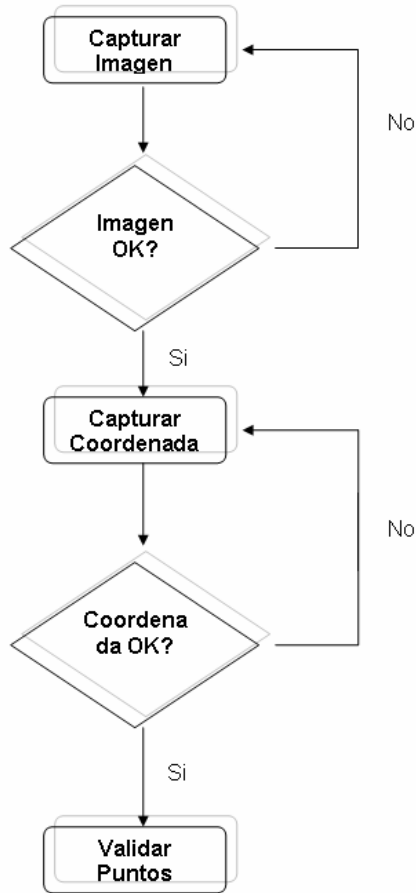 Capturar
Imagen
No
Imagen
OK?
Si
Capturar
Coordenada
No
Coordena
da OK?
Si
Validar
Puntos